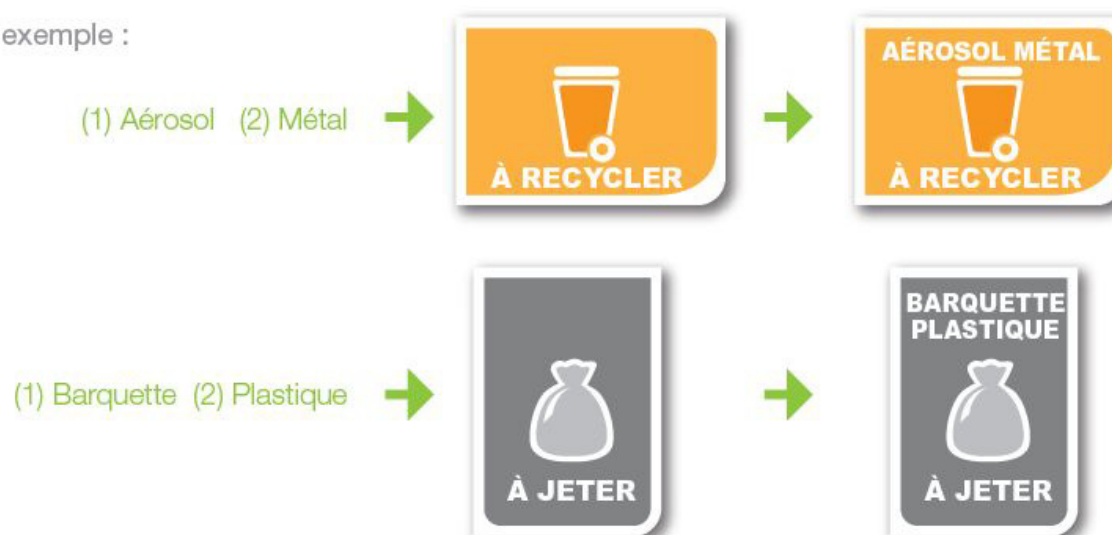 exemple :
(1) Aérosol (2) Métal
À RECYCLER
AÉROSOL MÉTAL
À RECYCLER
(1) Barquette (2) Plastique
À JETER
BARQUETTE
PLASTIQUE
À JETER